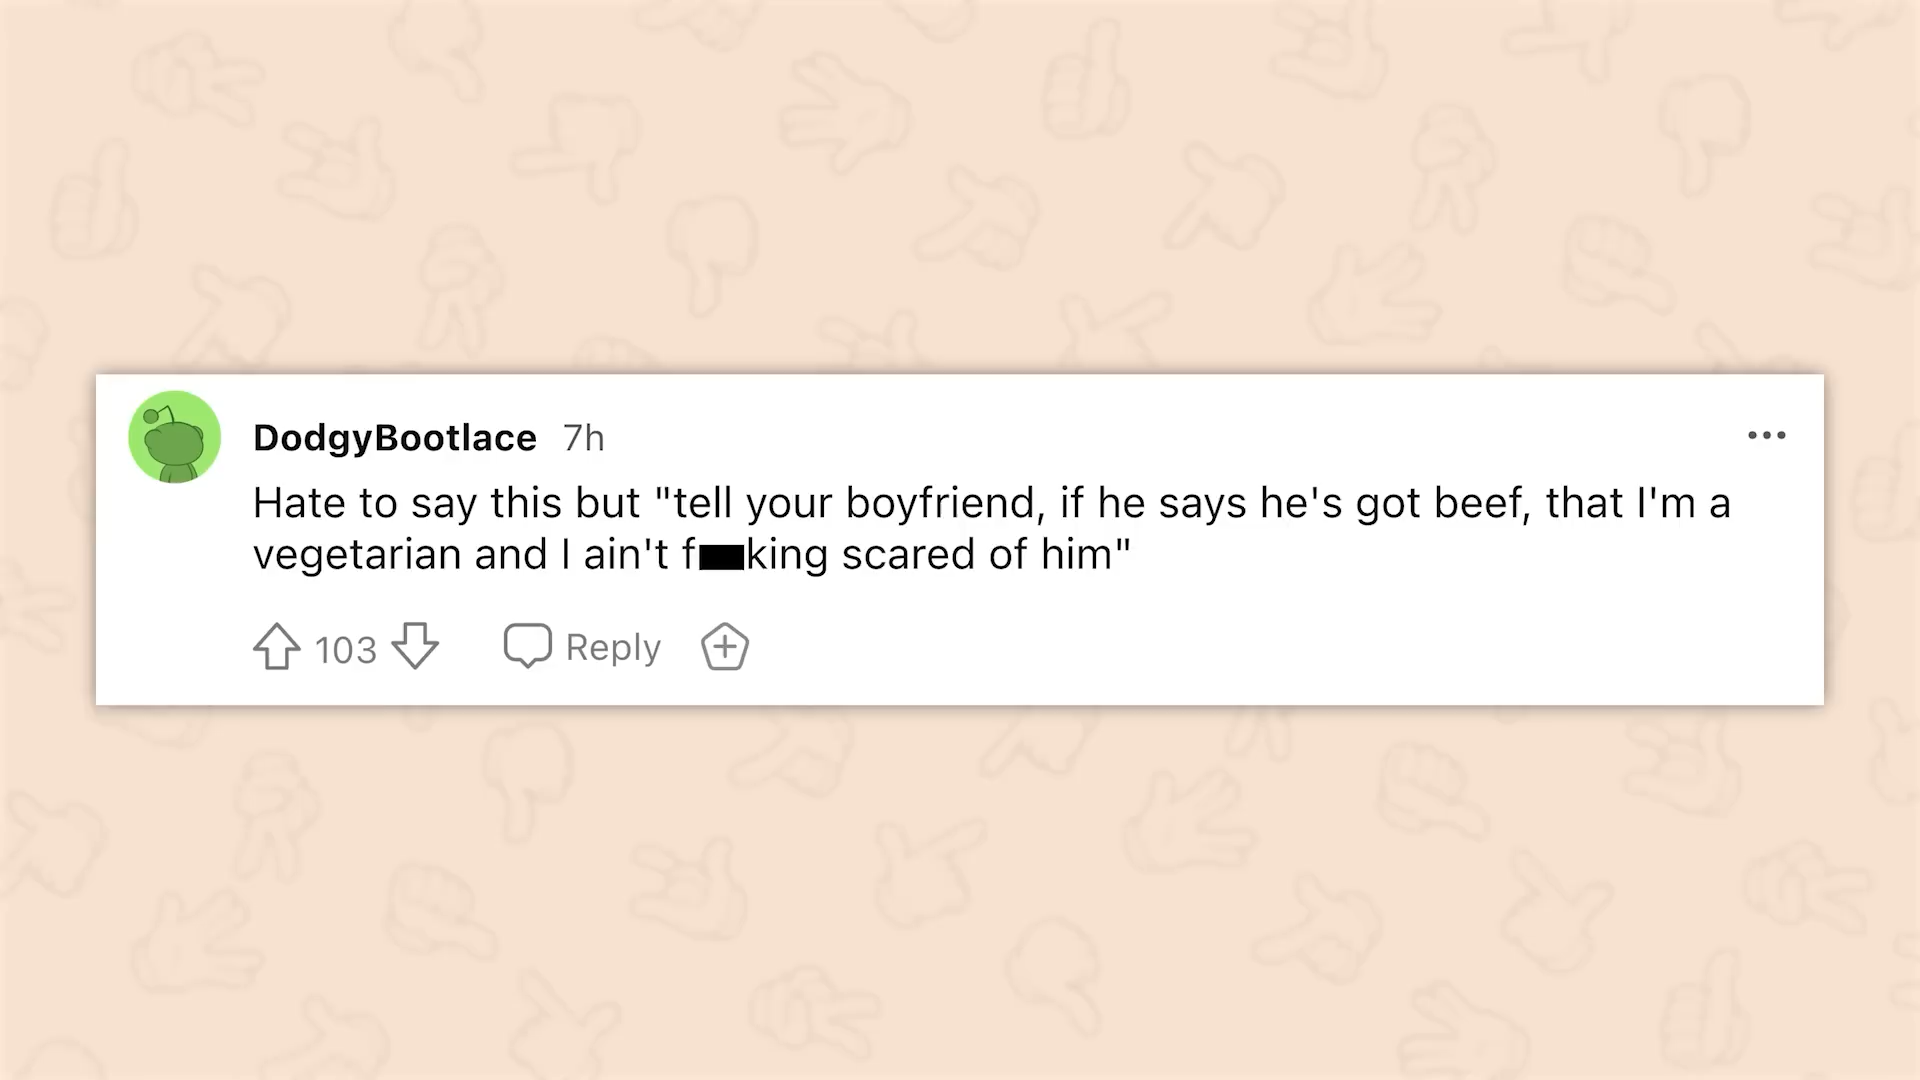 DodgyBootlace 7h
Hate to say this but "tell your boyfriend, if he says he's got beef, that I'm a
vegetarian and I ain't f██king scared of him"
103 Reply